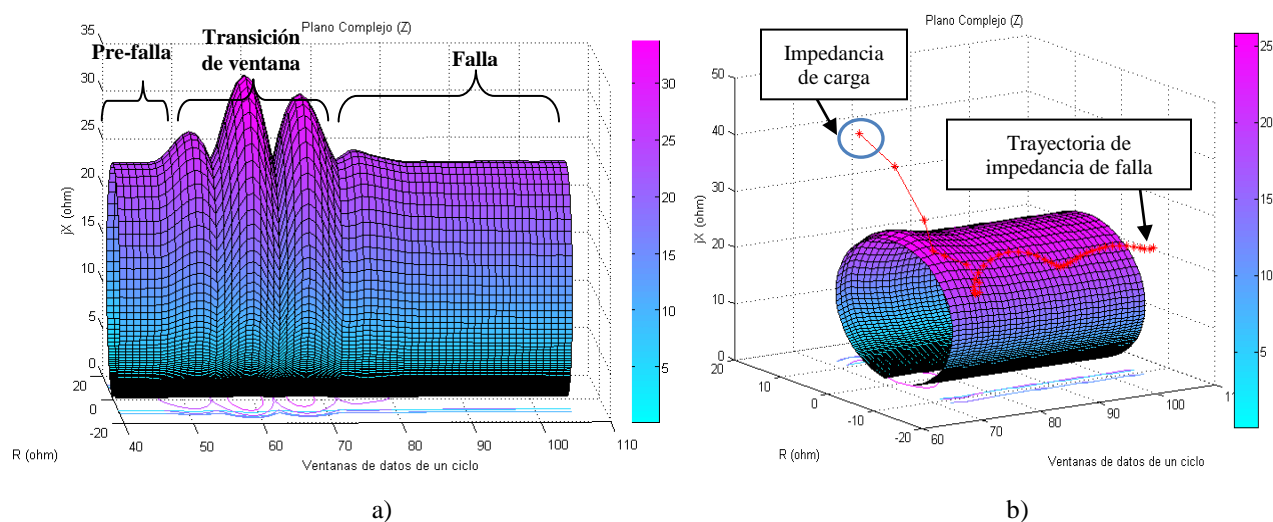 Plano Complejo (Z)
Pre-falla
Transición
de ventana
Falla
35
30
25
20
15
10
5
0
jX (ohm)
20
0
-20
R (ohm)
40
50
60
70
80
90
100
110
Ventanas de datos de un ciclo
30
25
20
15
10
5
a)
Plano Complejo (Z)
Impedancia
de carga
Trayectoria de
impedancia de falla
50
40
30
20
10
0
jX (ohm)
20
10
0
-10
-20
R (ohm)
60
70
80
90
100
Ventanas de datos de un ciclo
25
20
15
10
5
b)